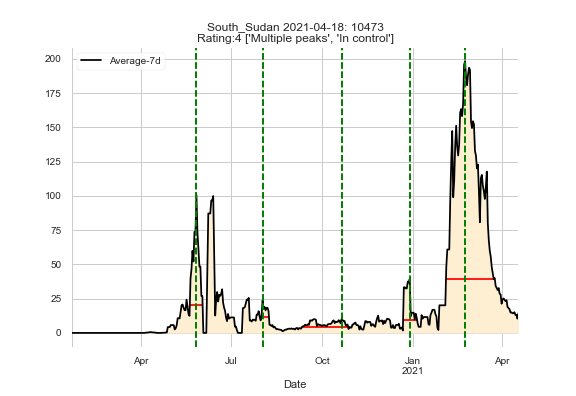 South_Sudan 2021-04-18: 10473
Rating:4 ['Multiple peaks', 'In control']
Average-7d
200
175
150
125
100
75
50
25
0
Apr
Jul
Oct
Jan
2021
Apr
Date